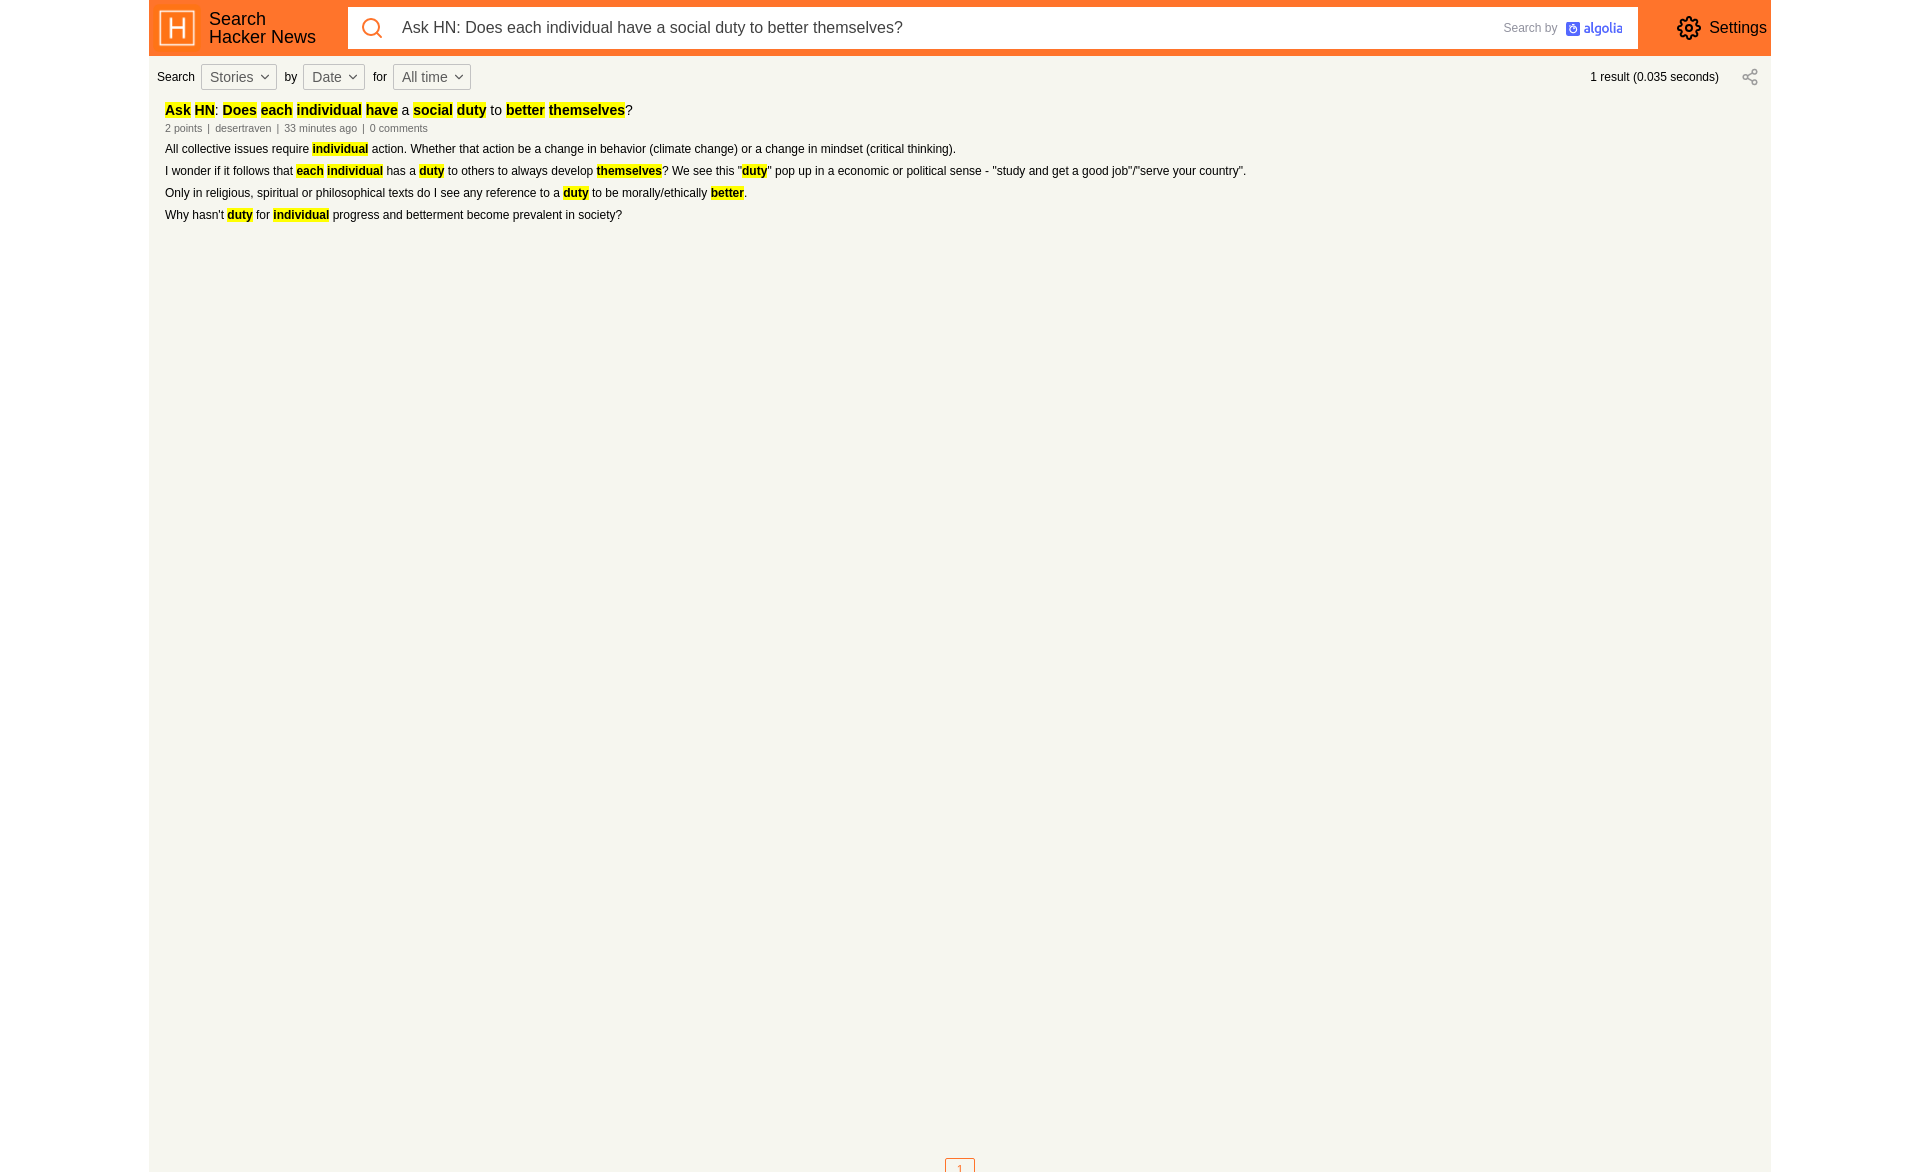 Search
Hacker News
Ask HN: Does each individual have a social duty to better themselves?
Search by algolia
Settings
Search Stories by Date for All time
1 result (0.035 seconds)
Ask HN: Does each individual have a social duty to better themselves?
2 points | desertraven | 33 minutes ago | 0 comments
All collective issues require individual action. Whether that action be a change in behavior (climate change) or a change in mindset (critical thinking).
I wonder if it follows that each individual has a duty to others to always develop themselves? We see this "duty" pop up in a economic or political sense - "study and get a good job"/"serve your country".
Only in religious, spiritual or philosophical texts do I see any reference to a duty to be morally/ethically better.
Why hasn't duty for individual progress and betterment become prevalent in society?
1